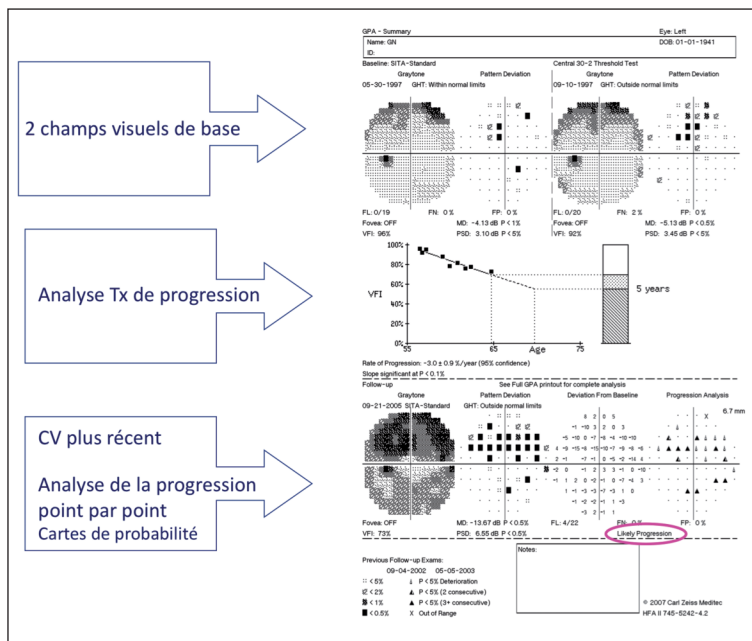 2 champs visuels de base
Analyse Tx de progression
CV plus récent
Analyse de la progression
point par point
Cartes de probabilité
GPA - Summary Eye: Left
Name: GN DOB: 01-01-1941
ID:
Baseline: SITA-Standard Central 30-2 Threshold Test
Graytone Pattern Deviation Graytone Pattern Deviation
05-30-1997 GHT: Within normal limits 09-10-1997 GHT: Outside normal limits
FL: 0/19 FN: 0 % FP: 0 % FL: 0/20 FN: 2 % FP: 0 %
Fovea: OFF MD: -4.13 dB P < 1% Fovea: OFF MD: -5.13 dB P < 0.5%
VFI: 96% PSD: 3.10 dB P < 5% VFI: 92% PSD: 3.45 dB P < 5%
100%
80%
60%
VFI
40%
20%
0%
55 65 75
Age
5 years
Rate of Progression: -3.0 ± 0.9 %/year (95% confidence)
Slope significant at P < 0.1%
Follow-up See Full GPA printout for complete analysis
Graytone Pattern Deviation Deviation From Baseline Progression Analysis
09-21-2005 SITA-Standard GHT: Outside normal limits 6.7 mm
Fovea: OFF MD: -13.67 dB P < 0.5% FL: 4/22 FN: 0 % FP: 0 %
VFI: 73% PSD: 6.55 dB P < 0.5% Likely Progression
Previous Follow-up Exams:
09-04-2002 05-05-2003
< 5% P < 5% Deterioration
< 2% P < 5% (2 consecutive)
< 1% P < 5% (3+ consecutive)
< 0.5% X Out of Range
Notes:
© 2007 Carl Zeiss Meditec
HFA II 745-5242-4.2